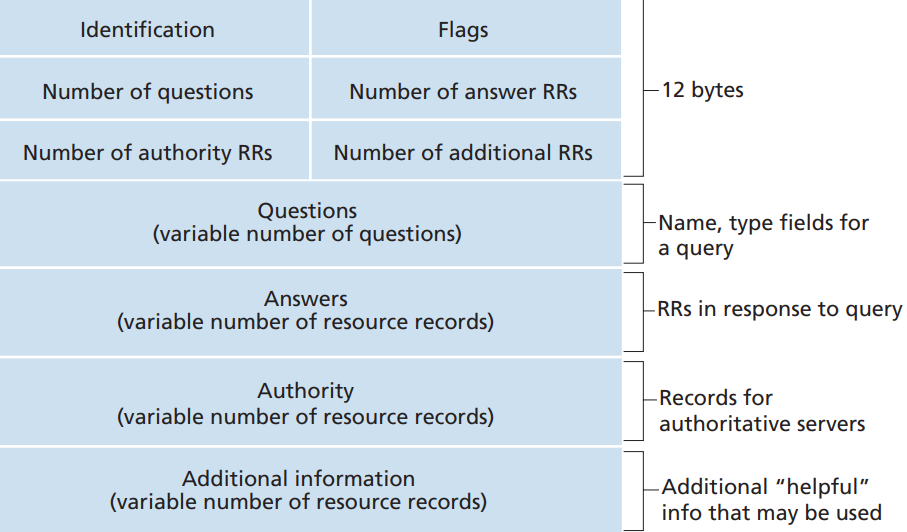 Identification
Flags
Number of questions
Number of answer RRs
12 bytes
Number of authority RRs
Number of additional RRs
Questions
(variable number of questions)
Name, type fields for
a query
Answers
(variable number of resource records)
RRs in response to query
Authority
(variable number of resource records)
Records for
authoritative servers
Additional information
(variable number of resource records)
Additional “helpful”
info that may be used